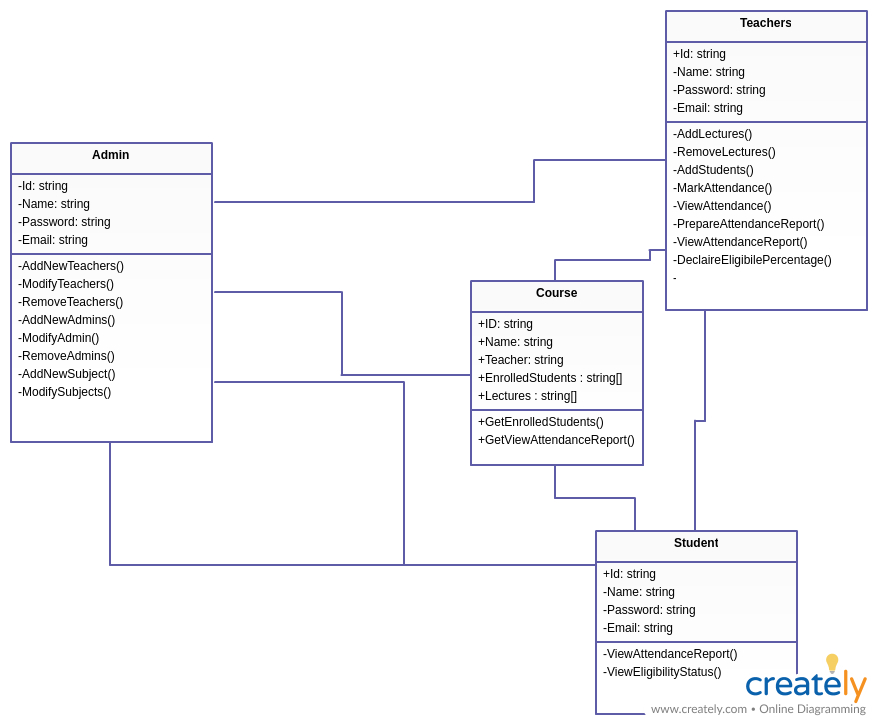 Teachers
+Id: string
-Name: string
-Password: string
-Email: string
-AddLectures()
-RemoveLectures()
-AddStudents()
-MarkAttendance()
-ViewAttendance()
-PrepareAttendanceReport()
-ViewAttendanceReport()
-DeclaireEligibilePercentage()
-
Admin
-Id: string
-Name: string
-Password: string
-Email: string
-AddNewTeachers()
-ModifyTeachers()
-RemoveTeachers()
-AddNewAdmins()
-ModifyAdmin()
-RemoveAdmins()
-AddNewSubject()
-ModifySubjects()
Course
+ID: string
+Name: string
+Teacher: string
+EnrolledStudents : string[]
+Lectures : string[]
+GetEnrolledStudents()
+GetViewAttendanceReport()
Student
+Id: string
-Name: string
-Password: string
-Email: string
-ViewAttendanceReport()
-ViewEligibilityStatus()
creately
www.creately.com • Online Diagramming